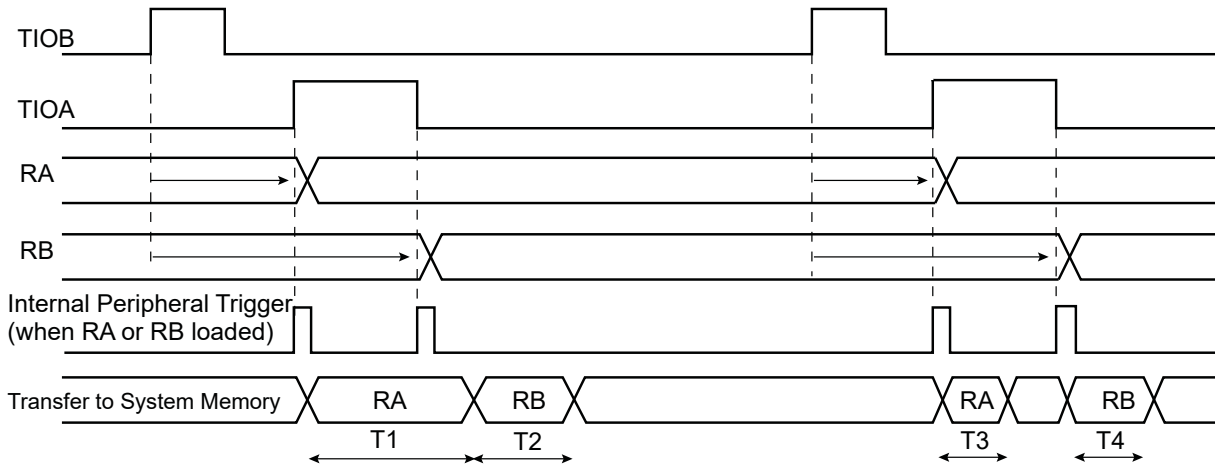 TIOB
TIOA
RA
RB
Internal Peripheral Trigger
(when RA or RB loaded)
Transfer to System Memory
RA
RB
RA
RB
T1
T2
T3
T4